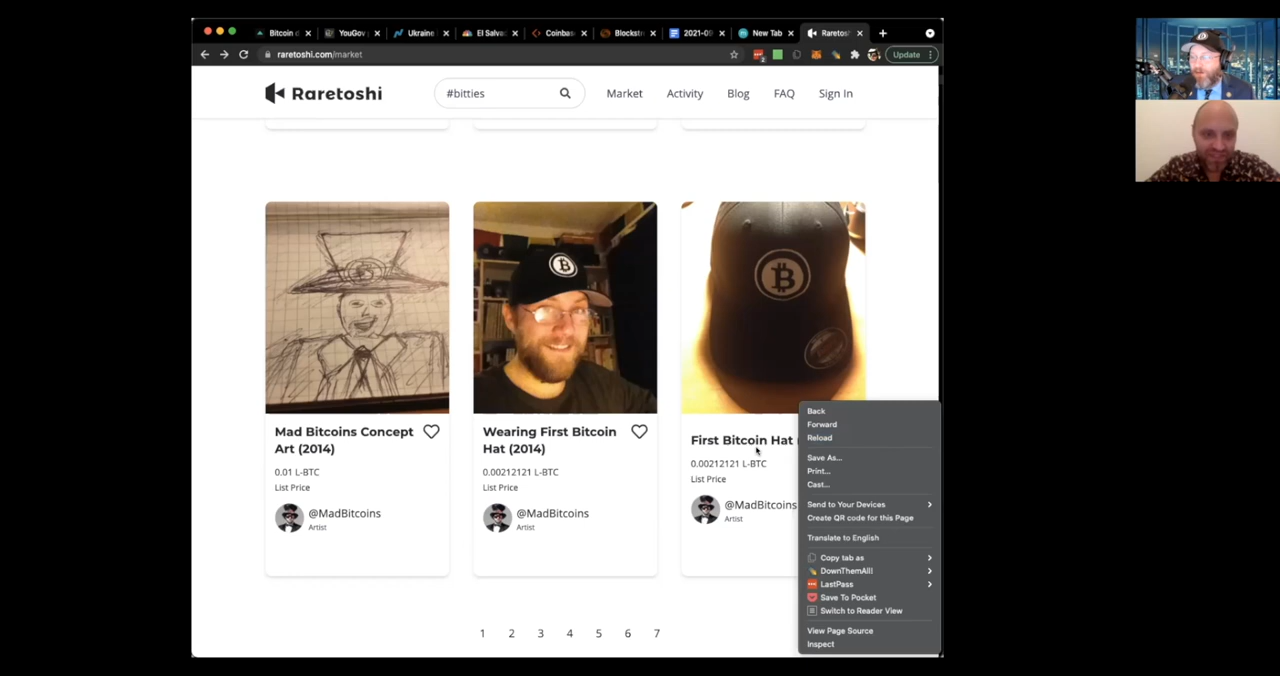 Bitcoin d
YouGov
Ukraine
El Salva
Coinbas
Blockstr
2021-09
New Tab
Raretosh
raretoshi.com/market
Update
Raretoshi
#bitties
Market
Activity
Blog
FAQ
Sign In
Mad Bitcoins Concept
Art (2014)
0.01 L-BTC
List Price
@MadBitcoins
Artist
Wearing First Bitcoin
Hat (2014)
0.00212121 L-BTC
List Price
@MadBitcoins
Artist
First Bitcoin Hat
0.00212121 L-BTC
List Price
@MadBitcoins
Artist
Back
Forward
Reload
Save As...
Print...
Cast...
Send to Your Devices
Create QR code for this Page
Translate to English
Copy tab as
DownThemAll!
LastPass
Save To Pocket
Switch to Reader View
View Page Source
Inspect
1 2 3 4 5 6 7